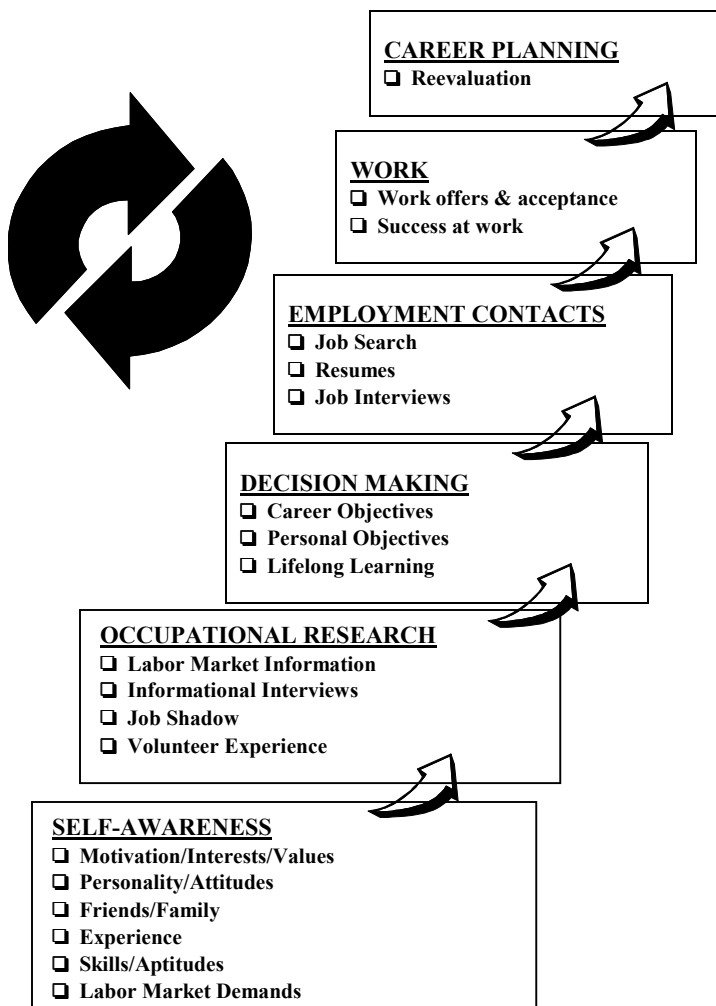 CAREER PLANNING
❑ Reevaluation
WORK
❑ Work offers & acceptance
❑ Success at work
EMPLOYMENT CONTACTS
❑ Job Search
❑ Resumes
❑ Job Interviews
DECISION MAKING
❑ Career Objectives
❑ Personal Objectives
❑ Lifelong Learning
OCCUPATIONAL RESEARCH
❑ Labor Market Information
❑ Informational Interviews
❑ Job Shadow
❑ Volunteer Experience
SELF-AWARENESS
❑ Motivation/Interests/Values
❑ Personality/Attitudes
❑ Friends/Family
❑ Experience
❑ Skills/Aptitudes
❑ Labor Market Demands